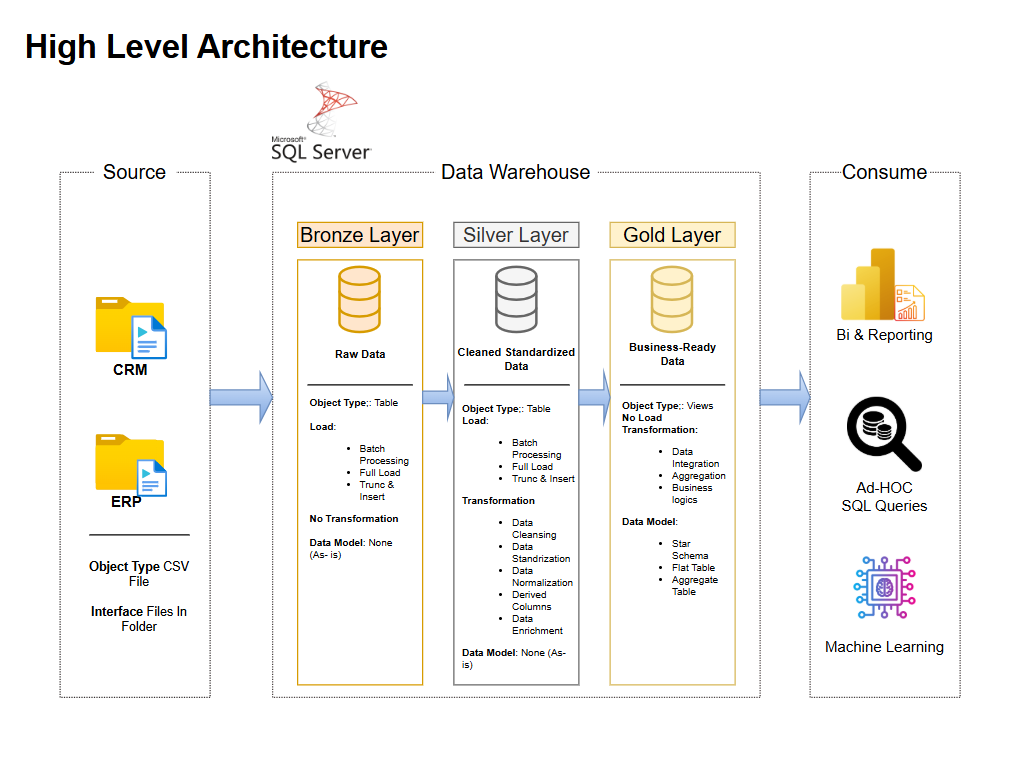 High Level Architecture
Microsoft®
SQL Server
Source
CRM
ERP
Object Type CSV
File
Interface Files In
Folder
Data Warehouse
Bronze Layer
Raw Data
Object Type;: Table
Load:
• Batch
Processing
• Full Load
• Trunc &
Insert
No Transformation
Data Model: None
(As- is)
Silver Layer
Cleaned Standardized
Data
Object Type;: Table
Load:
• Batch
Processing
• Full Load
• Trunc & Insert
Transformation
• Data
Cleansing
• Data
Standrization
• Data
Normalization
• Derived
Columns
• Data
Enrichment
Data Model: None (As-
is)
Gold Layer
Business-Ready
Data
Object Type;: Views
No Load
Transformation:
• Data
Integration
• Aggregation
• Business
logics
Data Model:
• Star
Schema
• Flat Table
• Aggregate
Table
Consume
Bi & Reporting
Ad-HOC
SQL Queries
Machine Learning